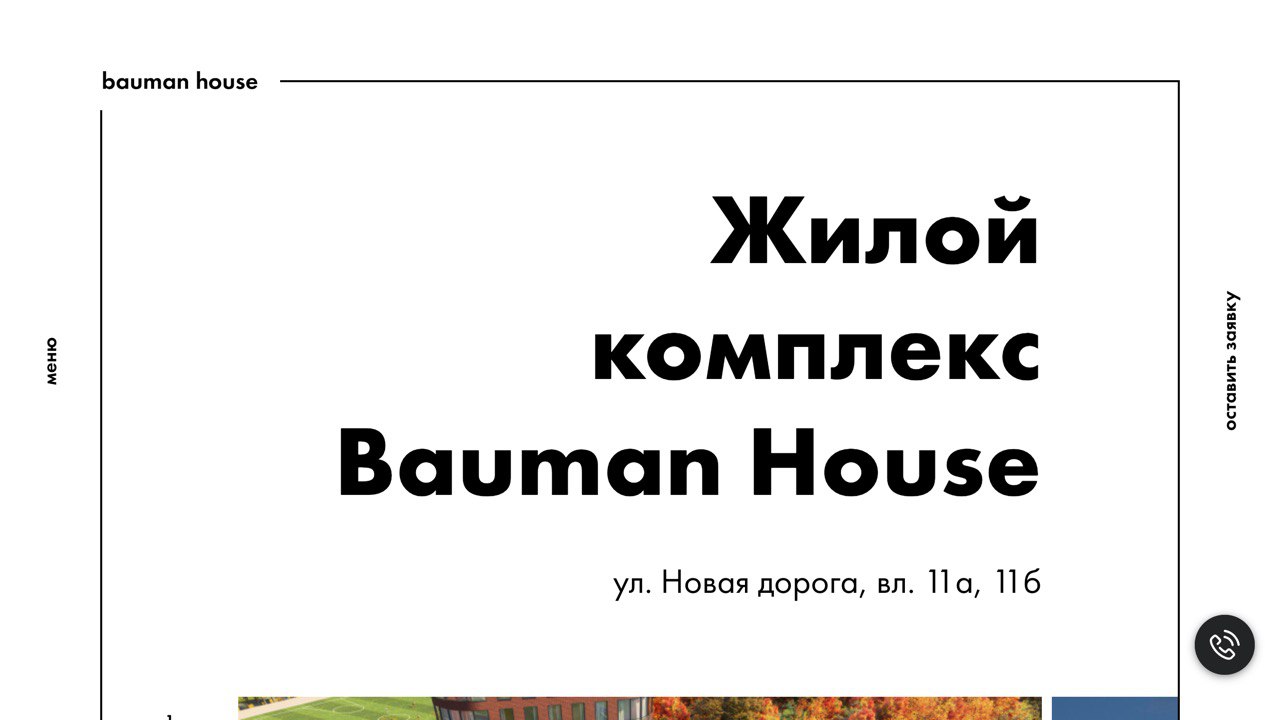 bauman house
Жилой
комплекс
Bauman House
ул. Новая дорога, вл. 11а, 11б
меню
оставить заявку